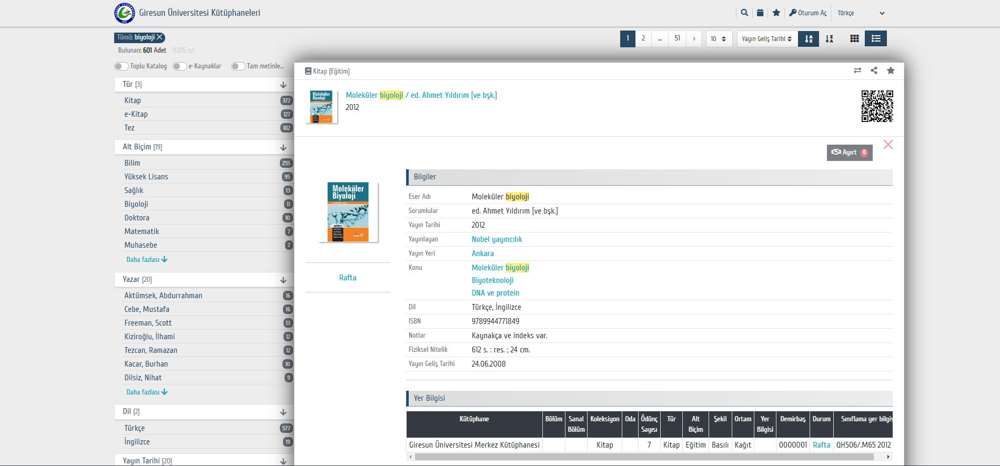 Giresun Üniversitesi Kütüphaneleri
Oturum Aç
Türkçe
Tümü: biyoloji
Bulunan: 601 Adet 0.015 sn
1 2 ... 51 ›
10
Yayın Geliş Tarihi
Toplu Katalog
e-Kaynaklar
Tam metinle...
Tür [3]
Kitap 372
e-Kitap 127
Tez 102
Alt Biçim [19]
Bilim 255
Yüksek Lisans 95
Sağlık 13
Biyoloji 11
Doktora 10
Matematik 7
Muhasebe 7
Daha fazlası
Yazar [20]
Aktümsek, Abdurrahman 16
Cebe, Mustafa 16
Freeman, Scott 13
Kiziroğlu, İlhami 12
Tezcan, Ramazan 12
Kacar, Burhan 10
Dilsiz, Nihat 9
Daha fazlası
Dil [2]
Türkçe 577
İngilizce 19
Yayın Tarihi [20]
Kitap [Eğitim]
Moleküler
Biyoloji
Moleküler biyoloji / ed. Ahmet Yıldırım [ve bşk.]
2012
Ayırt 0
Moleküler
Biyoloji
Rafta
Bilgiler
Eser Adı Moleküler biyoloji
Sorumlular ed. Ahmet Yıldırım [ve bşk.]
Yayın Tarihi 2012
Yayınlayan Nobel yayıncılık
Yayın Yeri Ankara
Konu Moleküler biyoloji
Biyoteknoloji
DNA ve protein
Dil Türkçe, İngilizce
ISBN 9789944771849
Notlar Kaynakça ve indeks var.
Fiziksel Nitelik 612 s. : res. ; 24 cm.
Yayın Geliş Tarihi 24.06.2008
Yer Bilgisi
Kütüphane Bölüm Sanal Bölüm Koleksiyon Oda Ödünç Sayısı Tür Alt Biçim Şekil Ortam Yer Bilgisi Demirbaş Durum Sınıflama yer bilgis
Giresun Üniversitesi Merkez Kütüphanesi Kitap 7 Kitap Eğitim Basılı Kağıt 0000001 Rafta QH506/.M65 2012